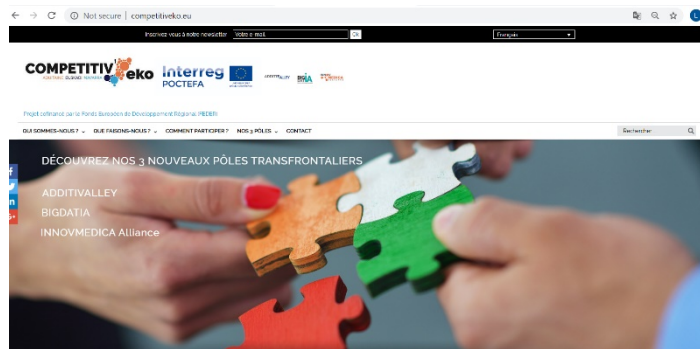 Not secure | competitiveko.eu
Inscrivez vous à notre newsletter Votre e-mail Ok Français
COMPETITIV'eko Interreg
POCTEFA
Projet cofinancé par le Fonds Européen de Développement Régional (FEDER)
QUI SOMMES-NOUS ? QUE FAISONS-NOUS ? COMMENT PARTICIPER ? NOS 3 PÔLES CONTACT Rechercher
DÉCOUVREZ NOS 3 NOUVEAUX PÔLES TRANSFRONTALIERS
ADDITIVALLEY
BIGDATIA
INNOVMEDICA Alliance